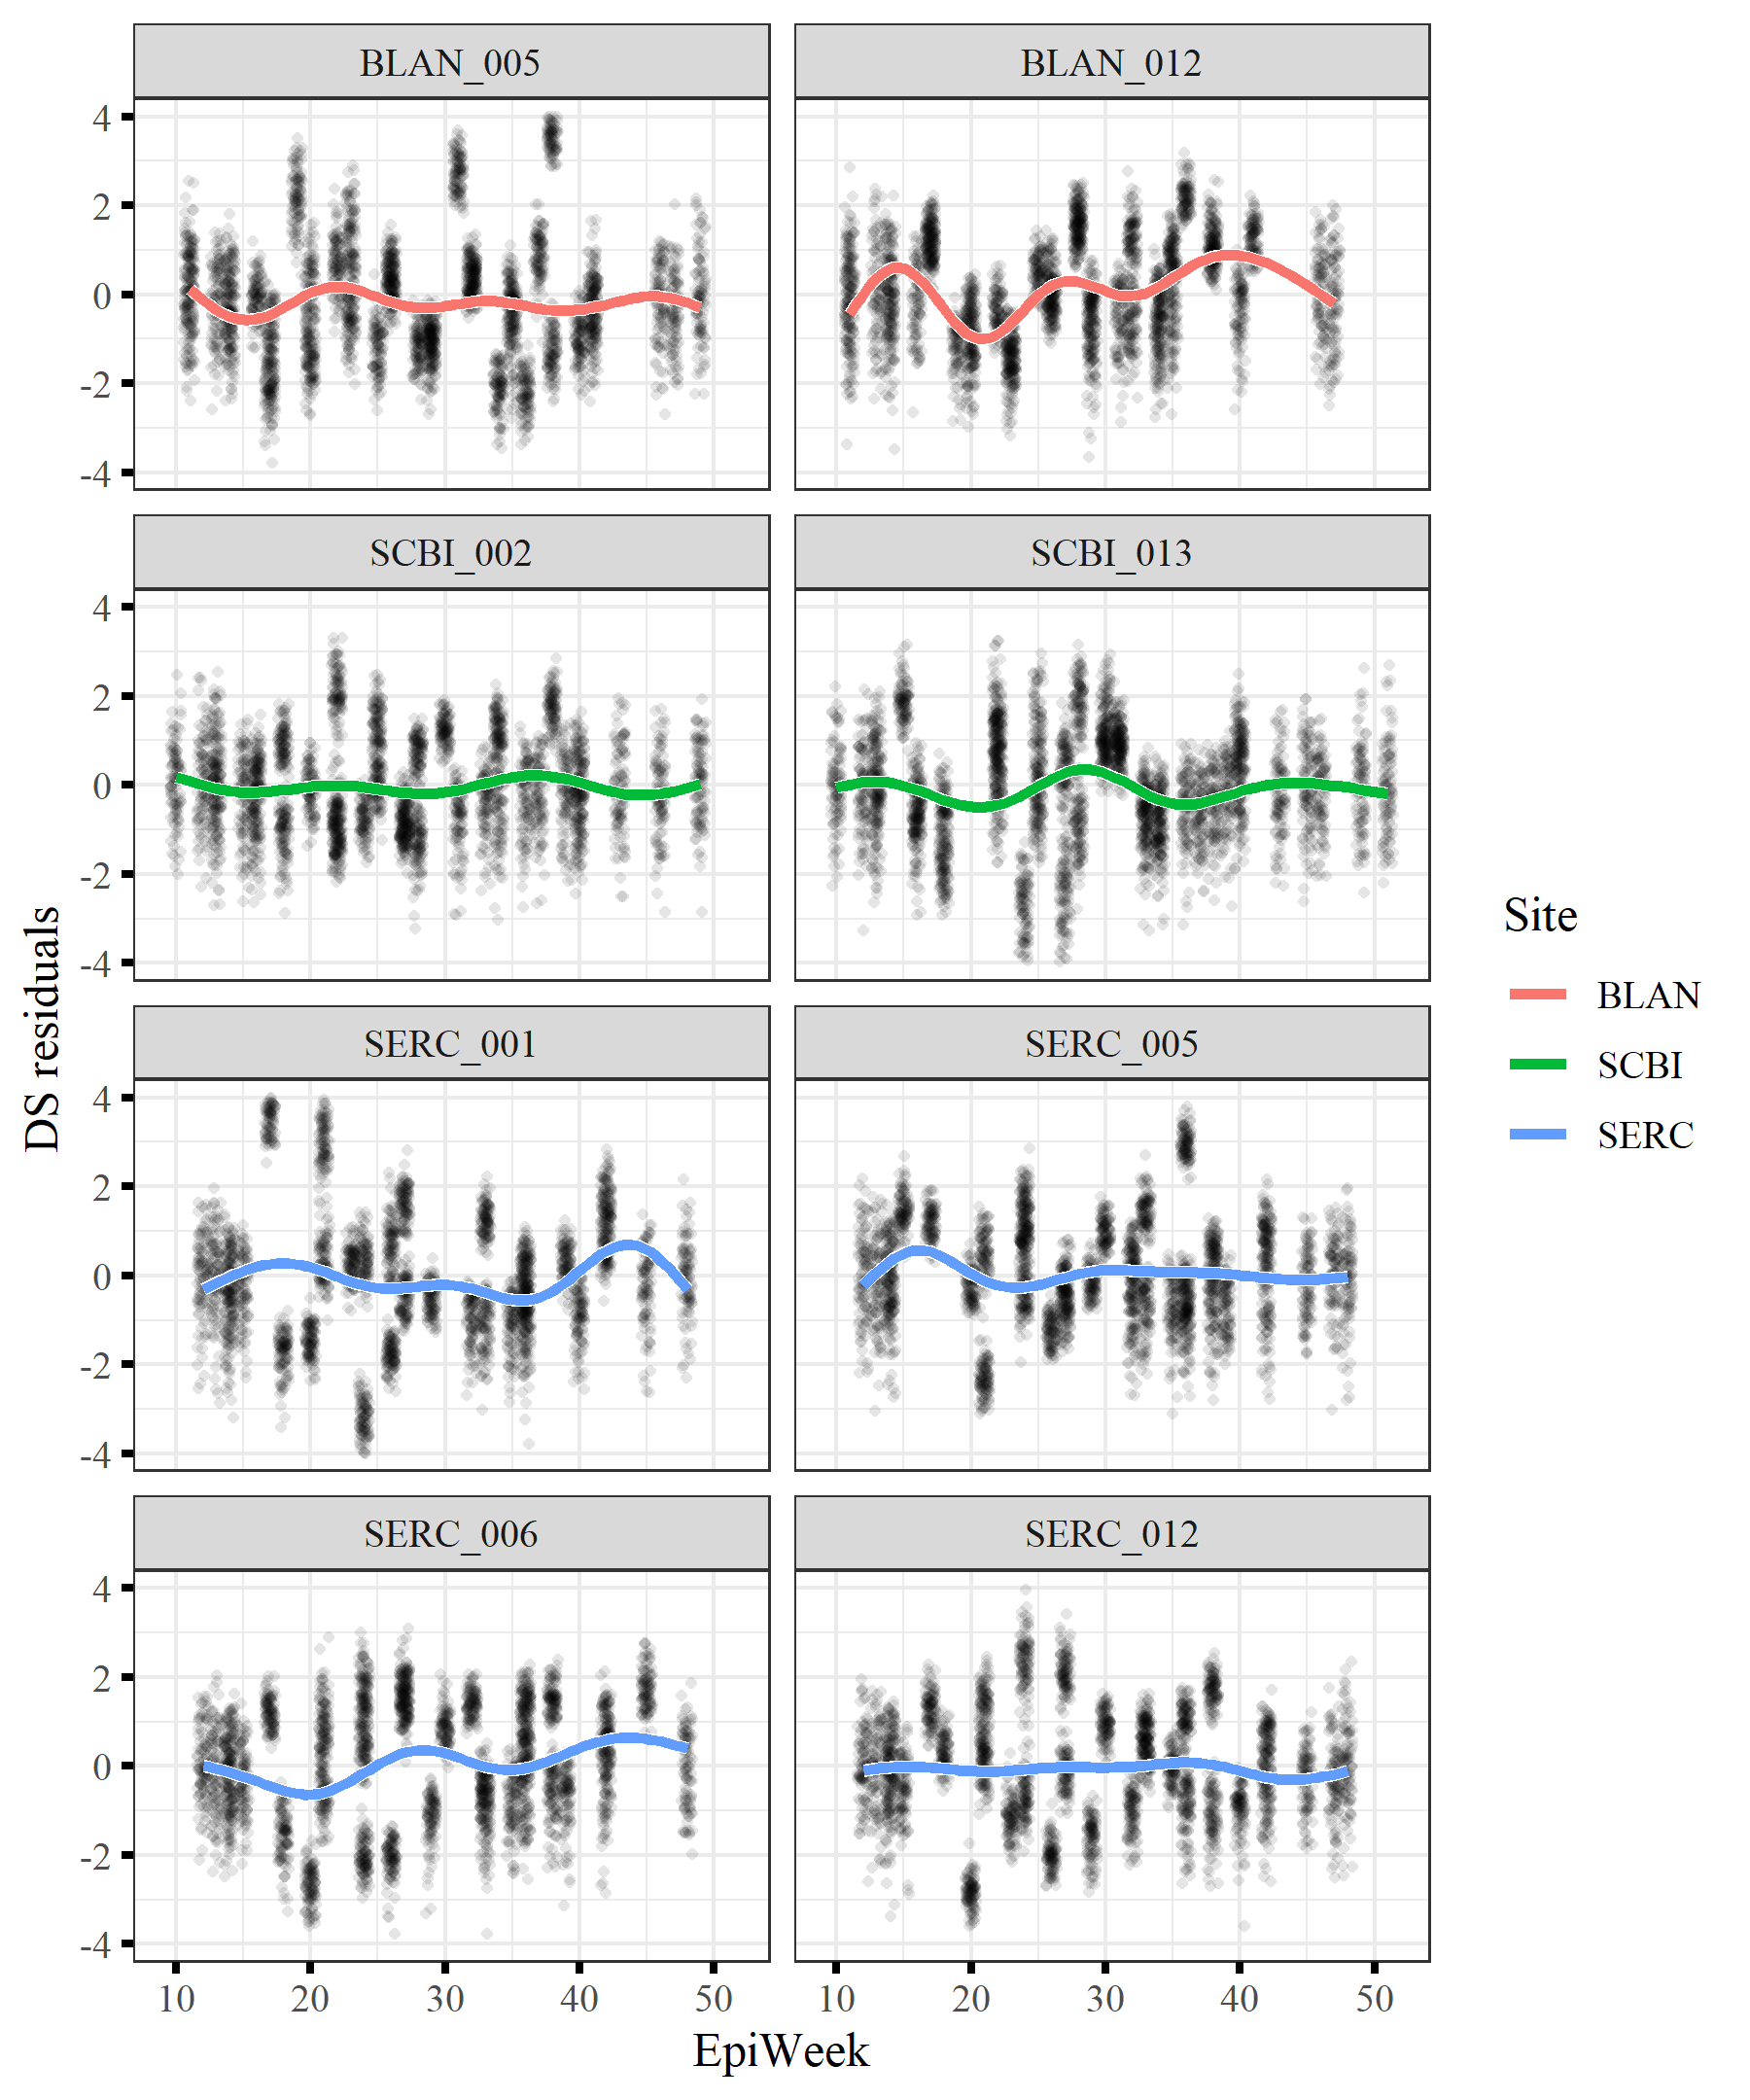 BLAN_005 BLAN_012
4
2
0
-2
-4
SCBI_002 SCBI_013
4
2
0
-2
-4
SERC_001 SERC_005
4
2
0
-2
-4
SERC_006 SERC_012
4
2
0
-2
-4
10 20 30 40 50 10 20 30 40 50
EpiWeek
DS residuals
Site
BLAN
SCBI
SERC